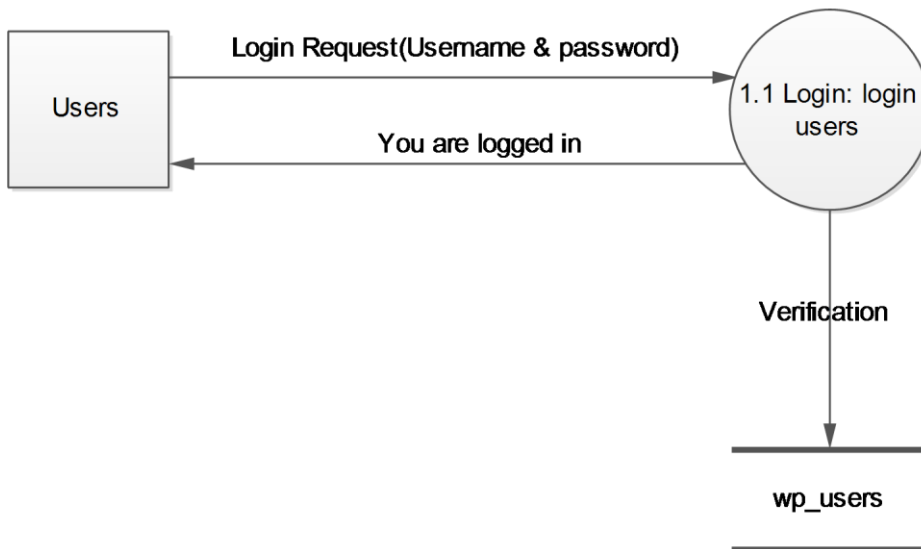 Login Request(Username & password)
Users
1.1 Login: login
users
You are logged in
Verification
wp_users